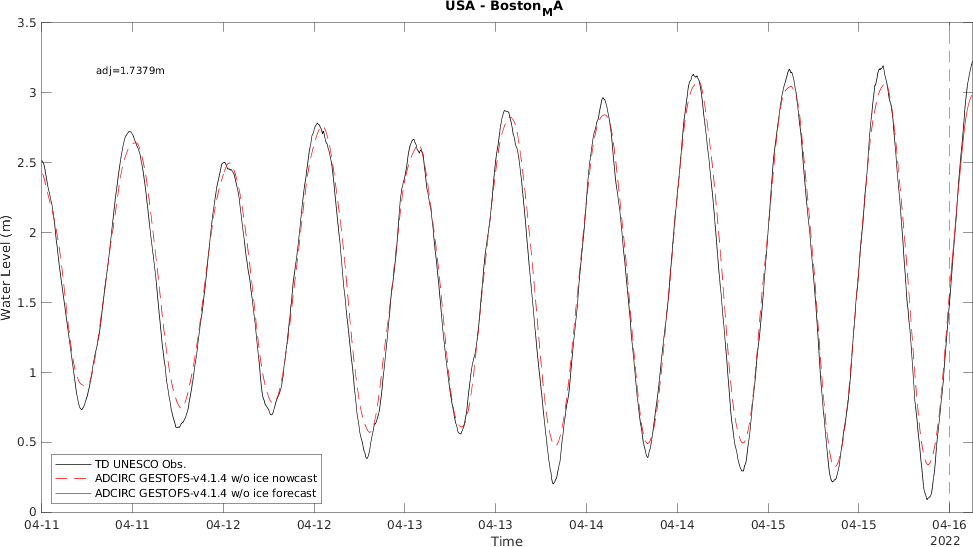 USA - Boston_MA
3.5
3
2.5
2
1.5
1
0.5
0
Water Level (m)
adj=1.7379m
TD UNESCO Obs.
ADCIRC GESTOFS-v4.1.4 w/o ice nowcast
ADCIRC GESTOFS-v4.1.4 w/o ice forecast
04-11 04-11 04-12 04-12 04-13 04-13 04-14 04-14 04-15 04-15 04-16
Time 2022